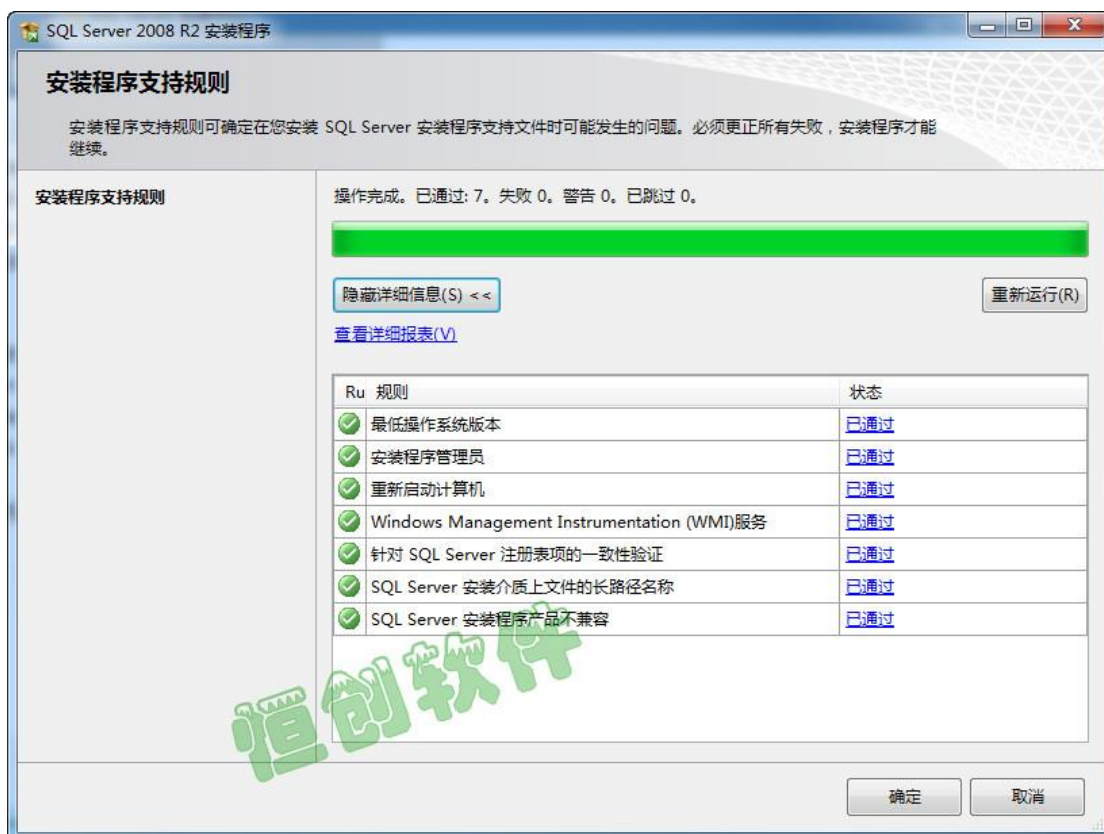 SQL Server 2008 R2 安装程序
安装程序支持规则
安装程序支持规则可确定在您安装 SQL Server 安装程序支持文件时可能发生的问题。必须更正所有失败，安装程序才能
继续。
安装程序支持规则
操作完成。已通过: 7。失败 0。警告 0。已跳过 0。
隐藏详细信息(S) <<
重新运行(R)
查看详细报表(V)
Ru 规则 状态
最低操作系统版本 已通过
安装程序管理员 已通过
重新启动计算机 已通过
Windows Management Instrumentation (WMI)服务 已通过
针对 SQL Server 注册表项的一致性验证 已通过
SQL Server 安装介质上文件的长路径名称 已通过
SQL Server 安装程序产品不兼容 已通过
恒创软件
确定 取消